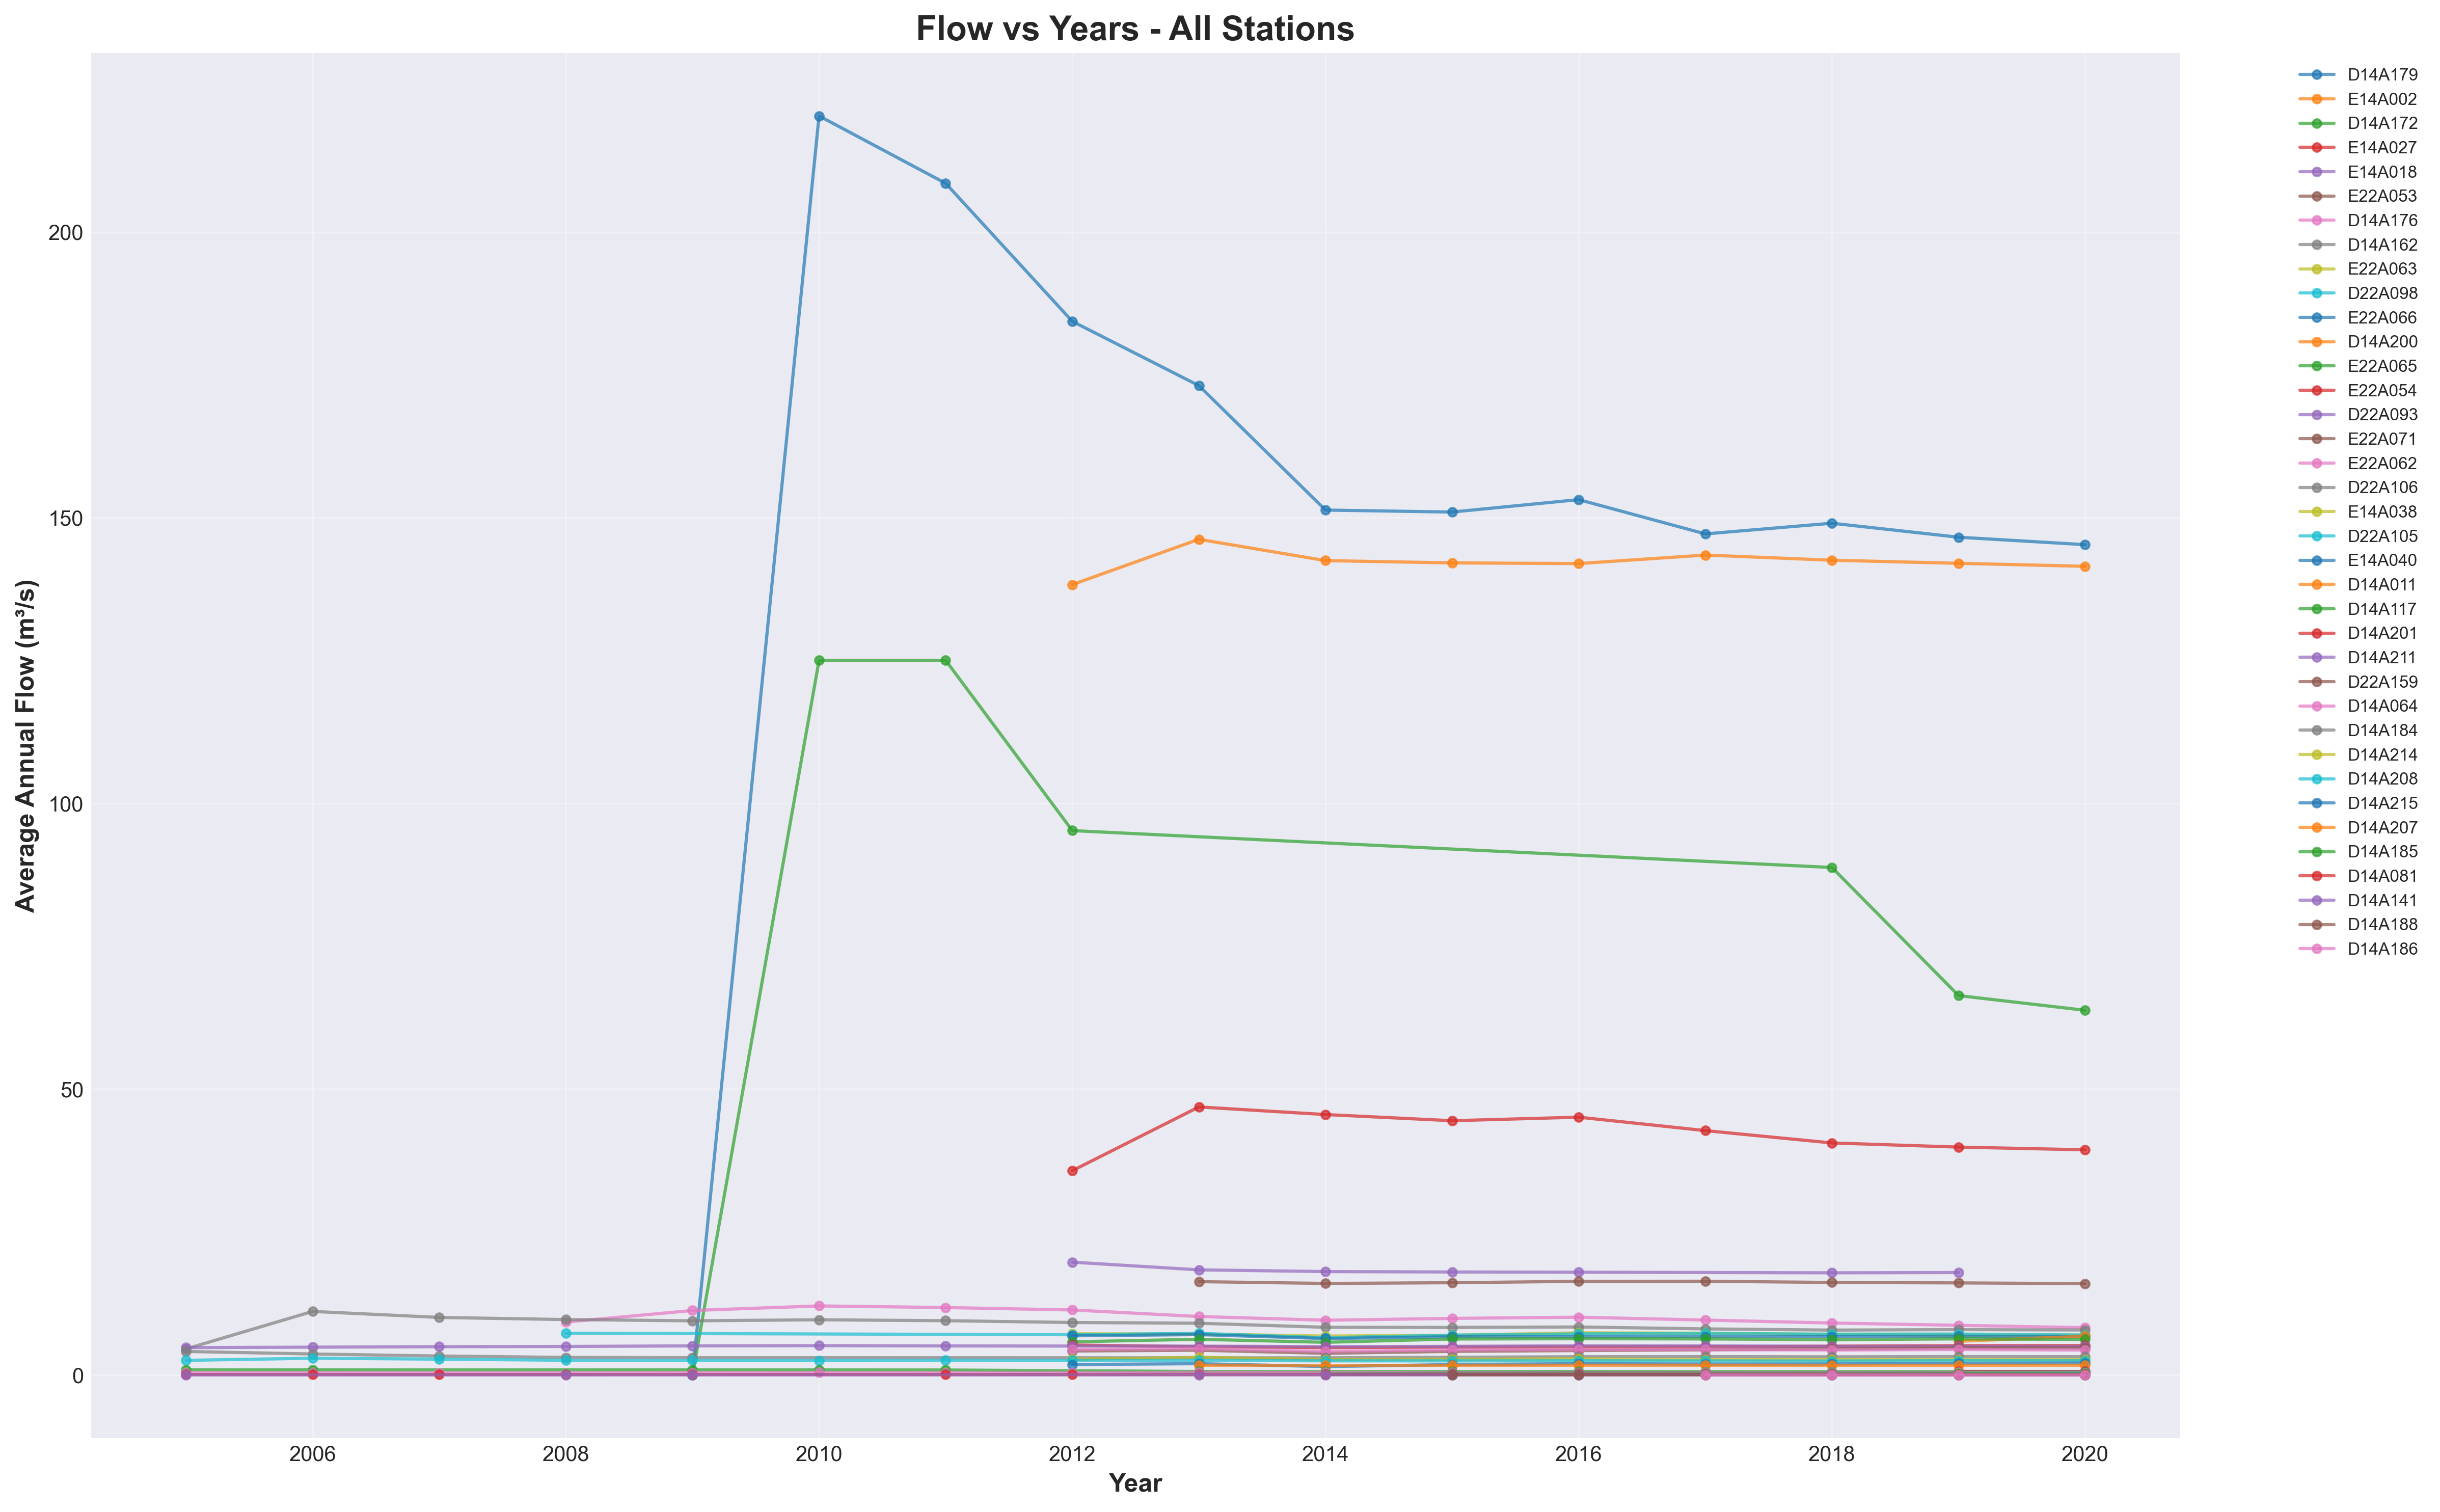 Flow vs Years - All Stations
Average Annual Flow (m³/s)
200
150
100
50
0
2006 2008 2010 2012 2014 2016 2018 2020
Year
D14A179
E14A002
D14A172
E14A027
E14A018
E22A053
D14A176
D14A162
E22A063
D22A098
E22A066
D14A200
E22A065
E22A054
D22A093
E22A071
E22A062
D22A106
E14A038
D22A105
E14A040
D14A011
D14A117
D14A201
D14A211
D22A159
D14A064
D14A184
D14A214
D14A208
D14A215
D14A207
D14A185
D14A081
D14A141
D14A188
D14A186